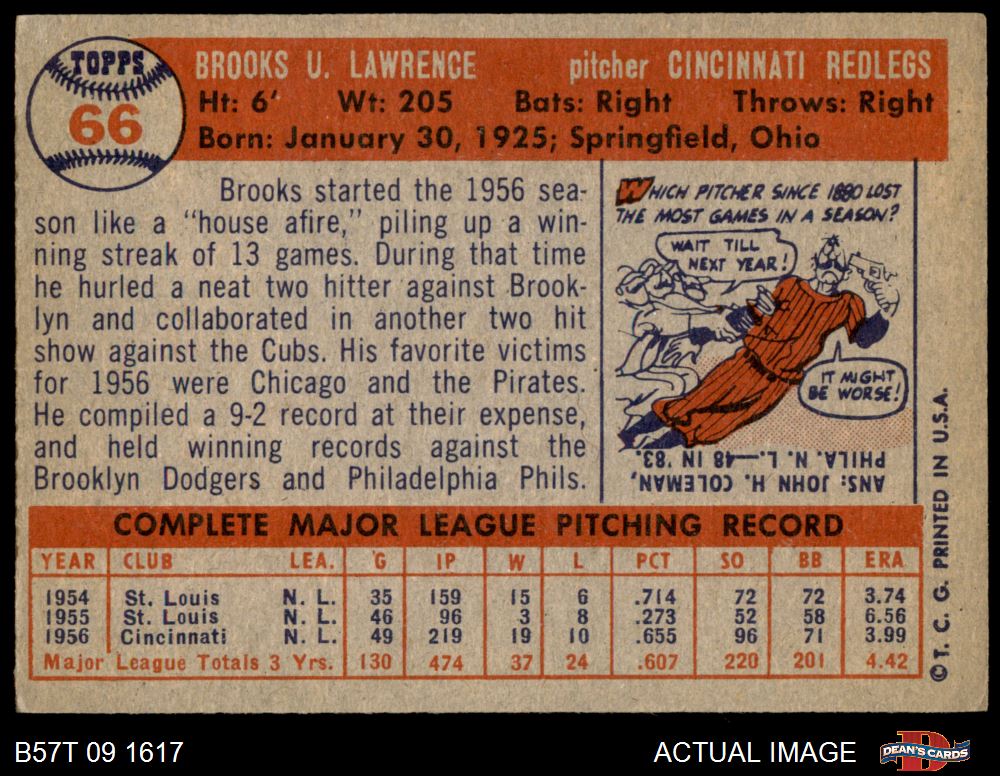 TOPPS
66
BROOKS U. LAWRENCE pitcher CINCINNATI REDLEGS
Ht: 6' Wt: 205 Bats: Right Throws: Right
Born: January 30, 1925; Springfield, Ohio
Brooks started the 1956 sea-
son like a "house afire," piling up a win-
ning streak of 13 games. During that time
he hurled a neat two hitter against Brook-
lyn and collaborated in another two hit
show against the Cubs. His favorite victims
for 1956 were Chicago and the Pirates.
He compiled a 9-2 record at their expense,
and held winning records against the
Brooklyn Dodgers and Philadelphia Phils.
WHICH PITCHER SINCE 1880 LOST
THE MOST GAMES IN A SEASON?
WAIT TILL
NEXT YEAR!
IT MIGHT
BE WORSE!
ANS: JOHN H. COLEMAN,
PHILA. N. L.—48 IN '83.
COMPLETE MAJOR LEAGUE PITCHING RECORD
YEAR CLUB LEA. G IP W L PCT SO BB ERA
1954 St. Louis N. L. 35 159 15 6 .714 72 72 3.74
1955 St. Louis N. L. 46 96 3 8 .273 52 58 6.56
1956 Cincinnati N. L. 49 219 19 10 .655 96 71 3.99
Major League Totals 3 Yrs. 130 474 37 24 .607 220 201 4.42
© T. C. G. PRINTED IN U.S.A.
B57T 09 1617 ACTUAL IMAGE DEAN'S CARDS